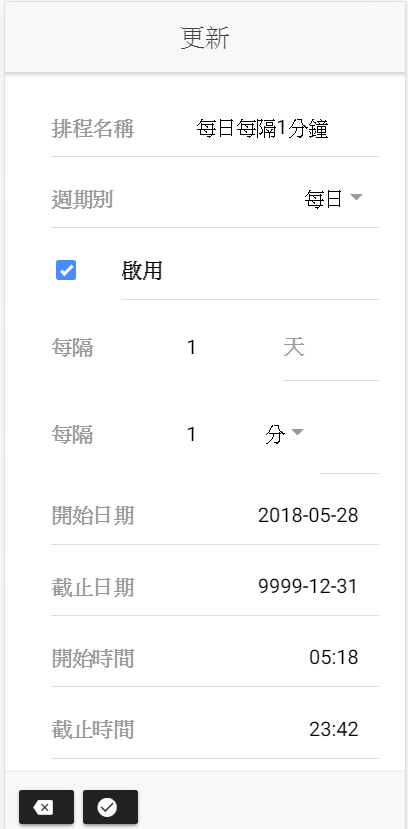 更新
排程名稱 每日每隔1分鐘
週期別 每日
啟用
每隔 1 天
每隔 1 分
開始日期 2018-05-28
截止日期 9999-12-31
開始時間 05:18
截止時間 23:42